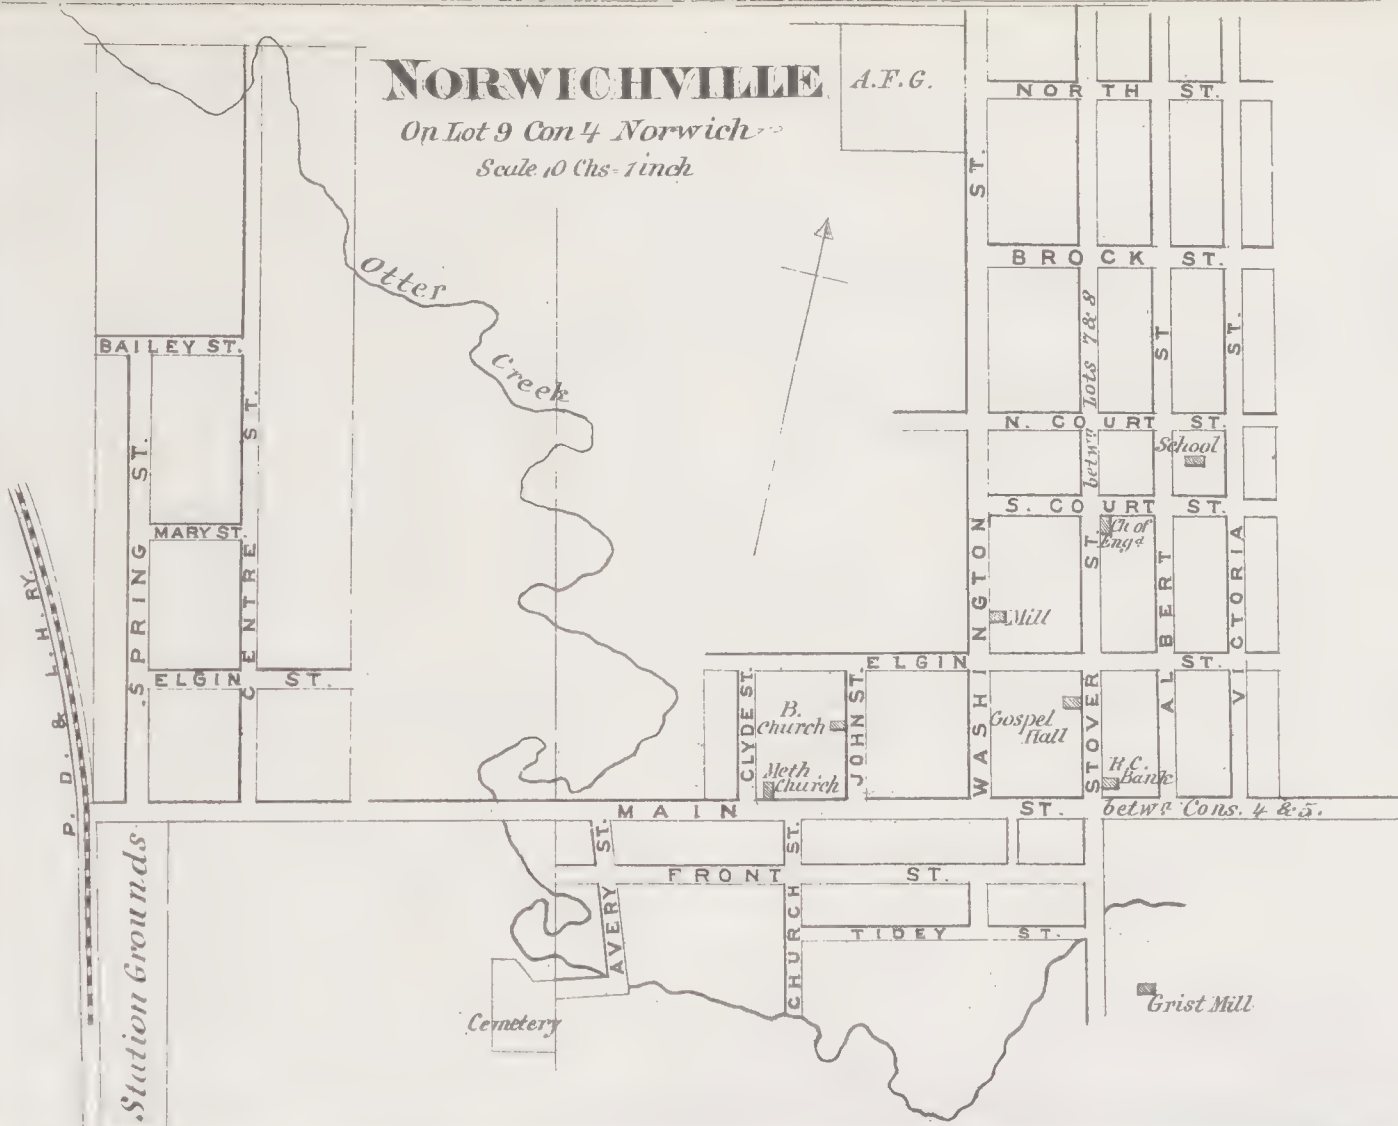 NORWICHVILLE
On Lot 9 Con 4 Norwich
Scale 10 Chs = 1 inch
A.F.G.
NORTH ST.
BROCK ST.
Otter
Creek
BAILEY ST.
MARY ST.
ELGIN ST.
SPRING ST.
CENTRE ST.
P. D. & L. H. RY.
Station Grounds
N. COURT ST.
School
S. COURT ST.
Ch of
Engd
Mill
ELGIN ST.
WASHINGTON ST.
STOVER ST. betwn Lots 7 & 8
ALBERT ST
VICTORIA ST.
CLYDE ST.
JOHN ST.
B.
Church
Meth
Church
Gospel
Hall
Bank
MAIN ST. betwn Cons. 4 & 5.
FRONT ST.
AVERY ST.
CHURCH ST.
TIDEY ST.
Cemetery
Grist Mill